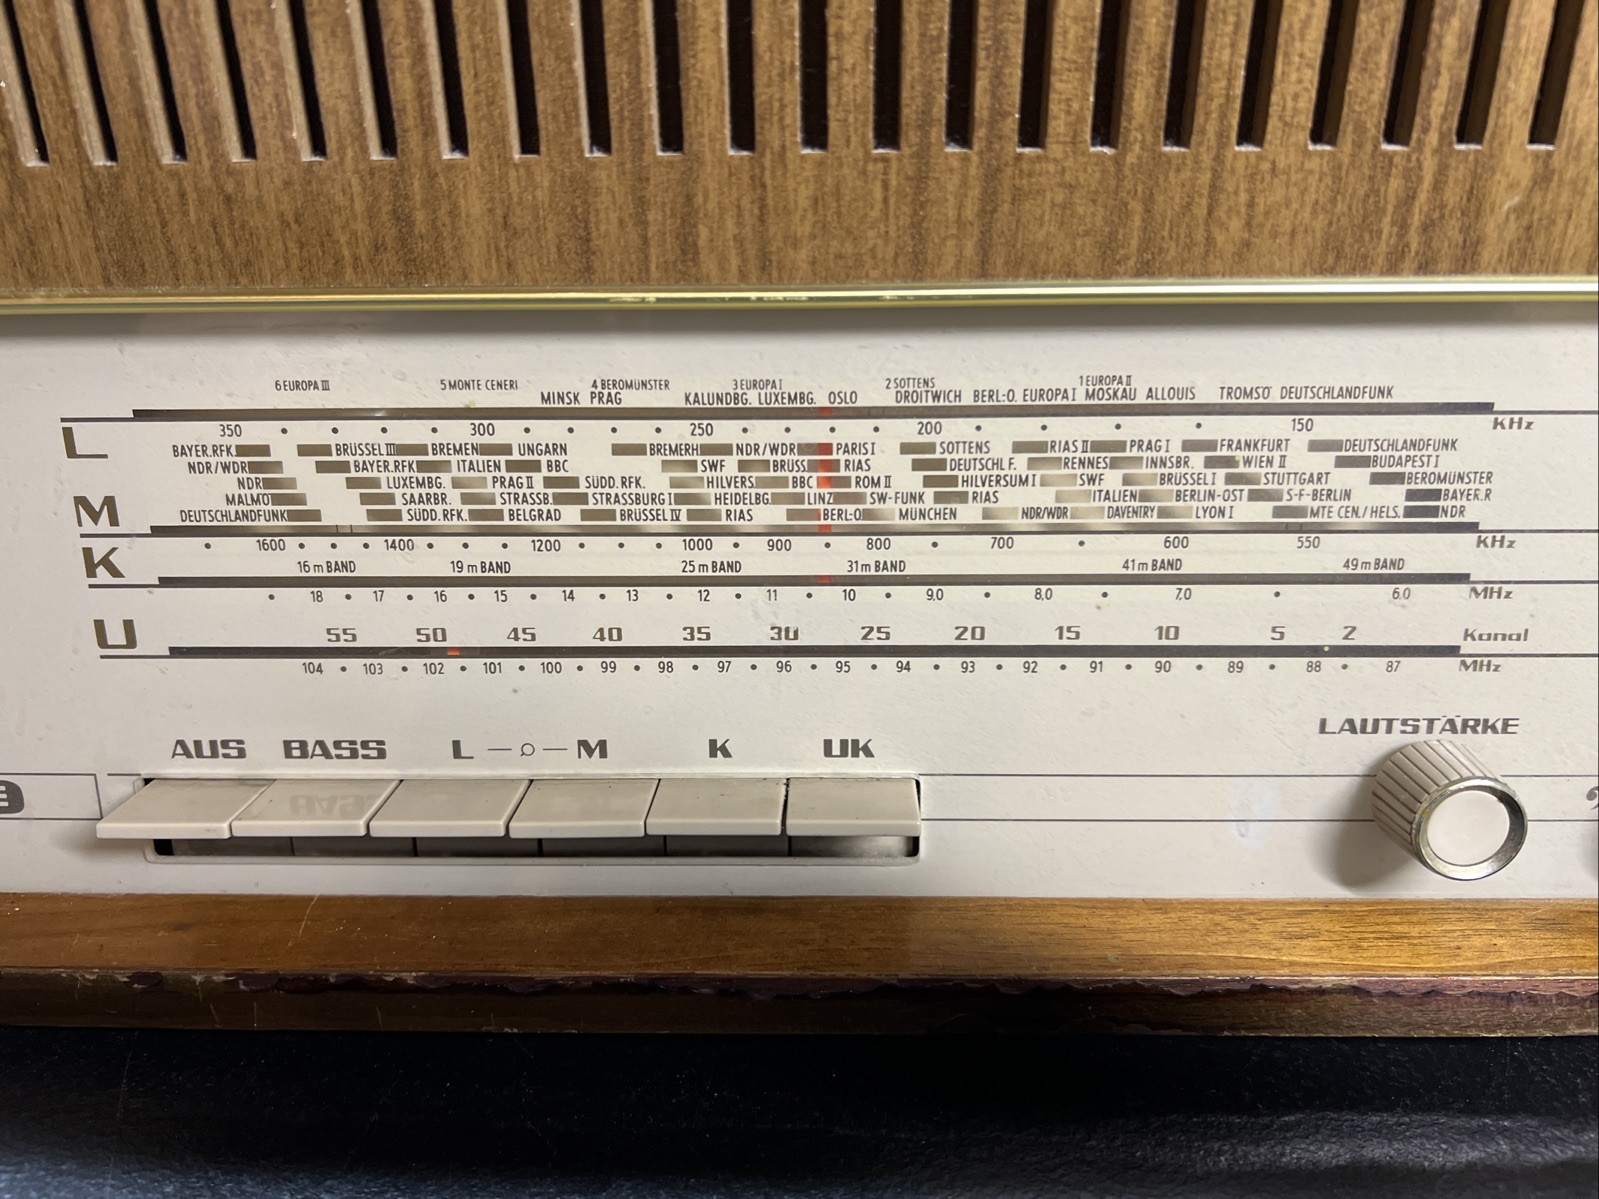 6 EUROPA III 5 MONTE CENERI 4 BEROMÜNSTER 3 EUROPA I 2 SOTTENS 1 EUROPA II
MINSK PRAG KALUNDBG. LUXEMBG. OSLO DROITWICH BERL:O. EUROPA I MOSKAU ALLOUIS TROMSÖ DEUTSCHLANDFUNK
L 350 300 250 200 150 KHz
BAYER.RFK. BRÜSSEL III BREMEN UNGARN BREMERH NDR/WDR PARIS I SOTTENS RIAS II PRAG I FRANKFURT DEUTSCHLANDFUNK
NDR/WDR BAYER.RFK ITALIEN BBC SWF BRÜSS RIAS DEUTSCHL F. RENNES INNSBR. WIEN II BUDAPEST I
NDR LUXEMBG. PRAG II SÜDD.RFK. HILVERS. BBC ROM II HILVERSUM I SWF BRÜSSEL I STUTTGART BEROMÜNSTER
M MALMÖ SAARBR. STRASSB. STRASSBURG I HEIDELBG. LINZ SW-FUNK RIAS ITALIEN BERLIN-OST S-F-BERLIN BAYER.R
DEUTSCHLANDFUNK SÜDD.RFK. BELGRAD BRÜSSEL IV RIAS BERL:O. MÜNCHEN NDR/WDR DAVENTRY LYON I MTE CEN./HELS. NDR
1600 1400 1200 1000 900 800 700 600 550 KHz
K 16 m BAND 19 m BAND 25 m BAND 31 m BAND 41 m BAND 49 m BAND
18 17 16 15 14 13 12 11 10 9,0 8,0 7,0 6,0 MHz
U 55 50 45 40 35 30 25 20 15 10 5 2 Kanal
104 103 102 101 100 99 98 97 96 95 94 93 92 91 90 89 88 87 MHz
LAUTSTÄRKE
AUS BASS L M K UK